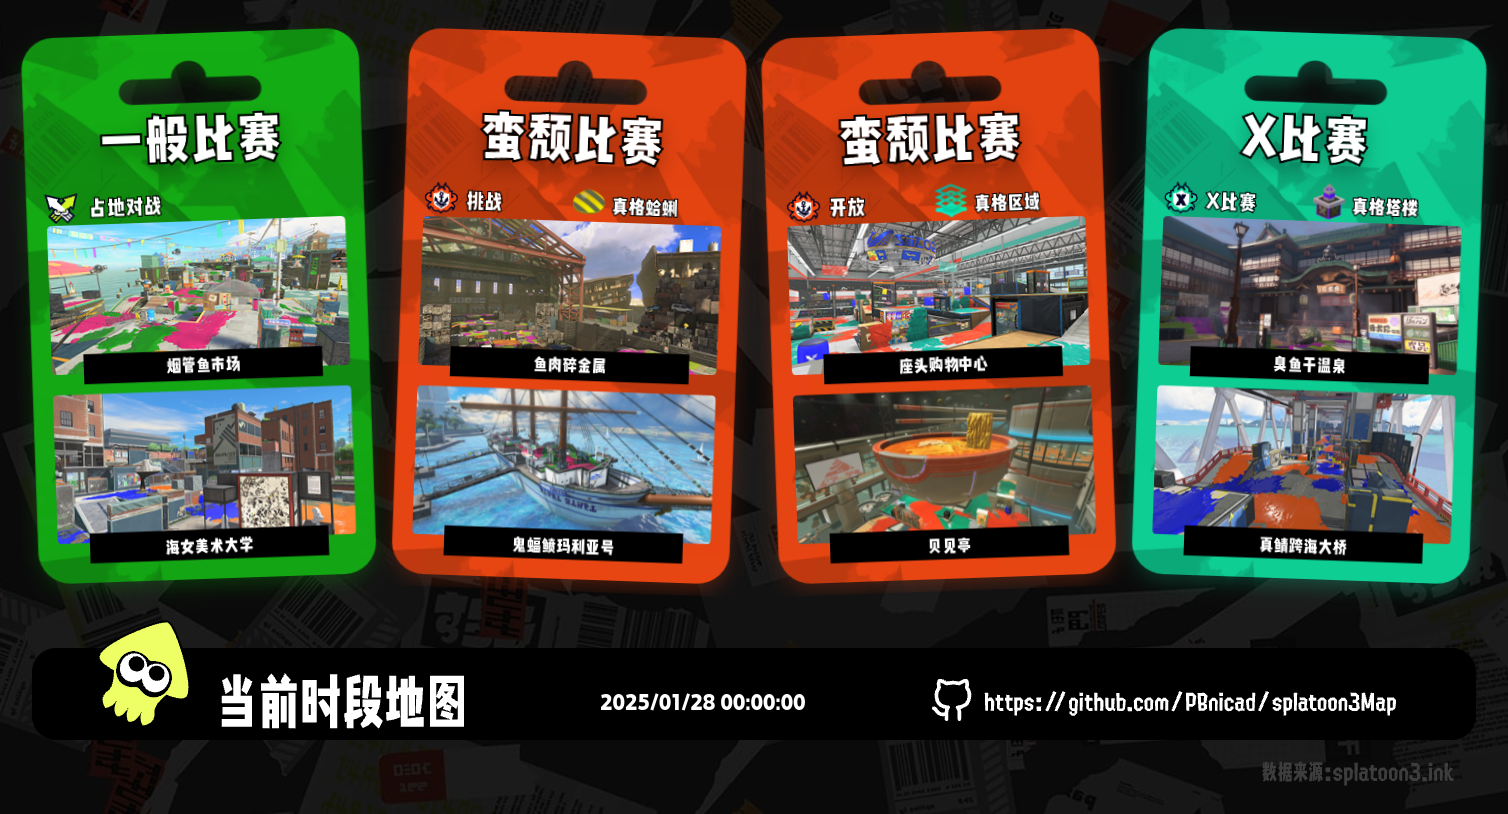 一般比赛
占地对战
烟管鱼市场
海女美术大学
蛮颓比赛
挑战
真格蛤蜊
鱼肉碎金属
鬼蝠鲼玛利亚号
蛮颓比赛
开放
真格区域
座头购物中心
贝见亭
X比赛
X比赛
真格塔楼
臭鱼干温泉
真鲭跨海大桥
当前时段地图
2025/01/28 00:00:00
https://github.com/PBnicad/splatoon3Map
数据来源:splatoon3.ink